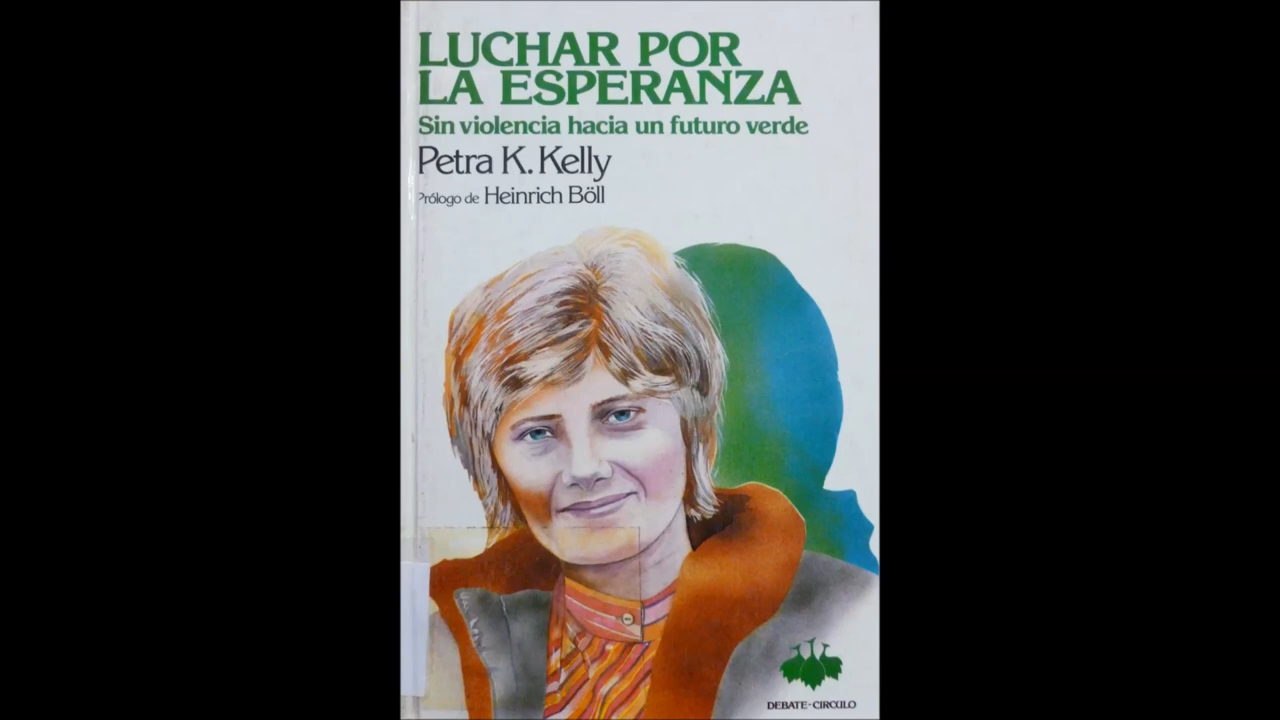 LUCHAR POR
LA ESPERANZA
Sin violencia hacia un futuro verde
Petra K. Kelly
Prólogo de Heinrich Böll
DEBATE-CIRCULO